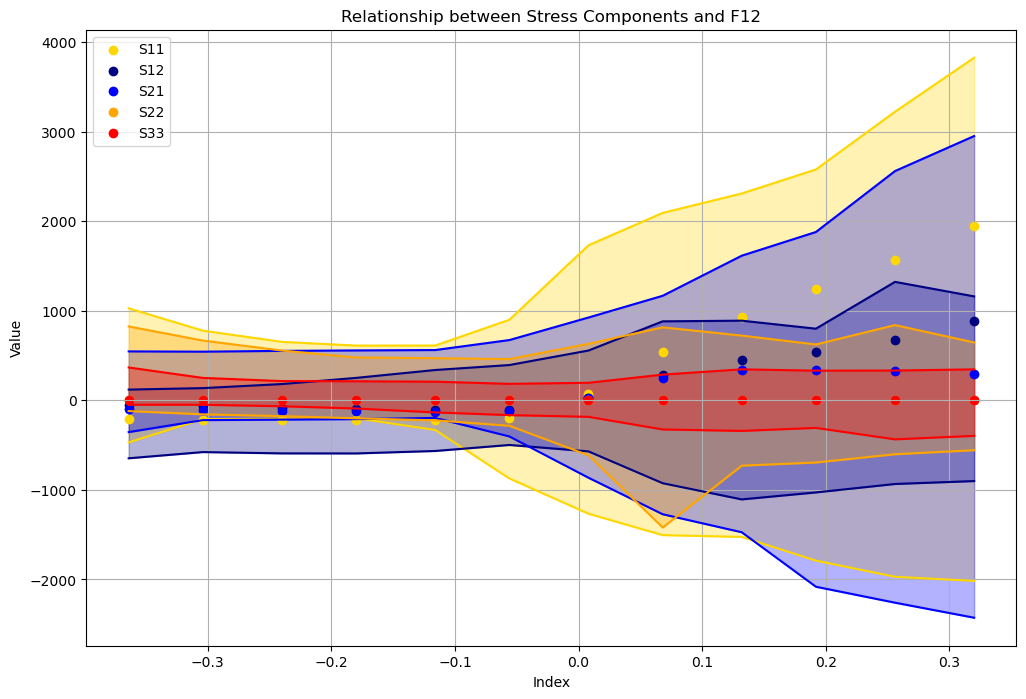 Relationship between Stress Components and F12
S11
S12
S21
S22
S33
Value
4000
3000
2000
1000
0
−1000
−2000
−0.3
−0.2
−0.1
0.0
0.1
0.2
0.3
Index